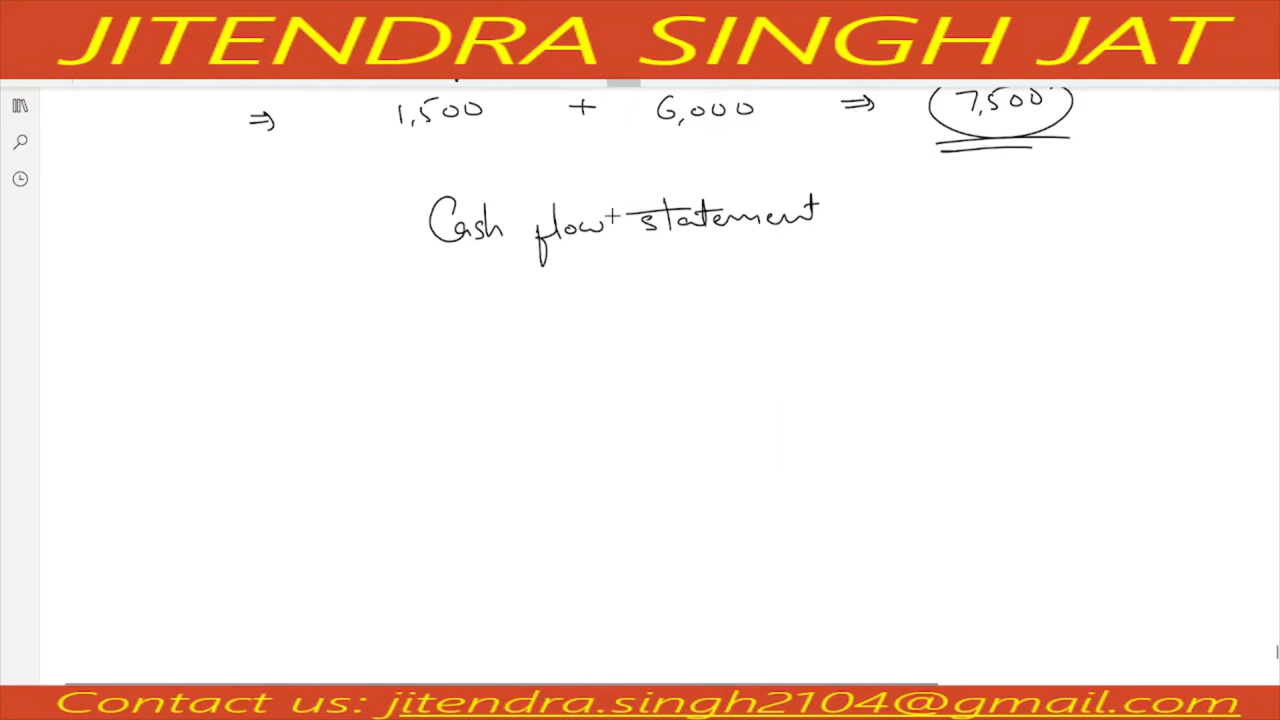 JITENDRA SINGH JAT
⇒ 1,500 + 6,000 ⇒ 7,500
Cash flow statement
Contact us: jitendra.singh2104@gmail.com